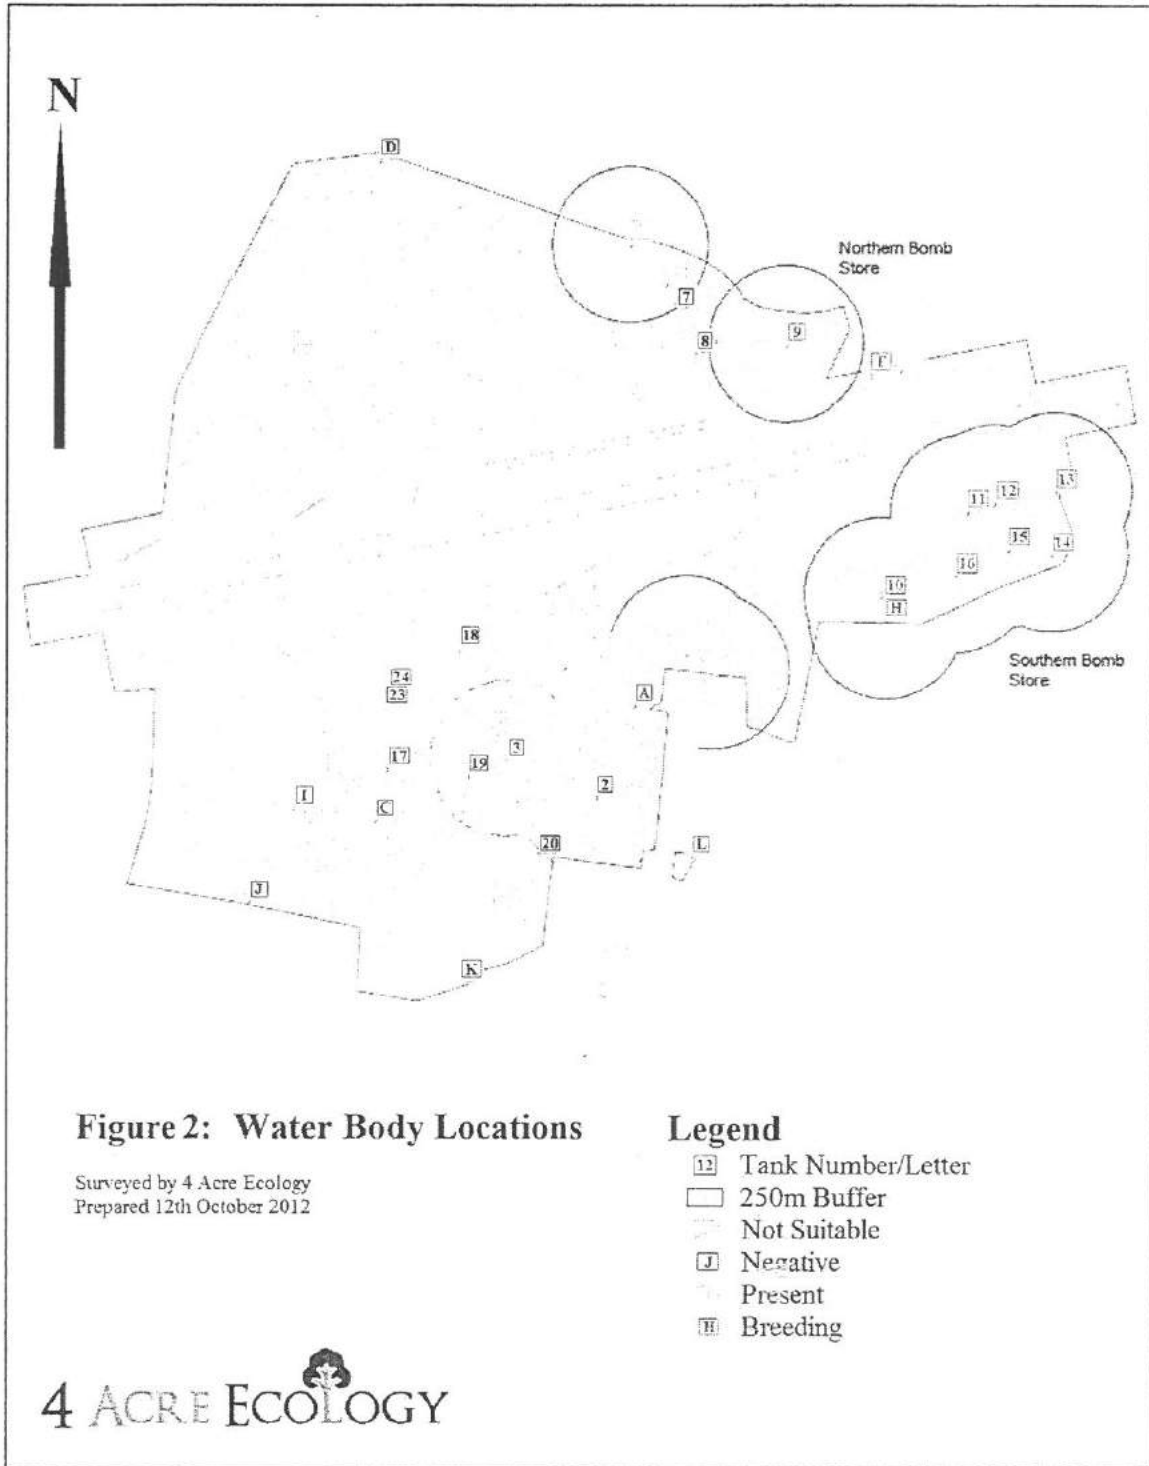 N
D
Northern Bomb
Store
7
9
8
13
12
11
15
14
16
10
H
18
Southern Bomb
Store
24
23
A
3
17
19
2
I
C
20
L
J
K
Figure 2: Water Body Locations
Surveyed by 4 Acre Ecology
Prepared 12th October 2012
Legend
12 Tank Number/Letter
250m Buffer
Not Suitable
J Negative
Present
H Breeding
4 ACRE ECOLOGY